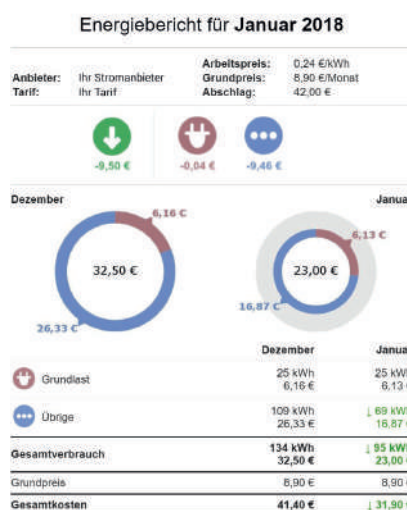 Energiebericht für Januar 2018
Anbieter: Ihr Stromanbieter
Tarif: Ihr Tarif
Arbeitspreis: 0,24 €/kWh
Grundpreis: 8,90 €/Monat
Abschlag: 42,00 €
-9,50 € -0,04 € -9,46 €
Dezember Janua
6,16 € 6,13 €
32,50 € 23,00 €
26,33 € 16,87 €
Dezember Janua
Grundlast 25 kWh 25 kWh
6,16 € 6,13 €
Übrige 109 kWh ↓ 69 kWh
26,33 € 16,87 €
Gesamtverbrauch 134 kWh ↓ 95 kWh
32,50 € 23,00 €
Grundpreis 8,90 € 8,90 €
Gesamtkosten 41,40 € ↓ 31,90 €